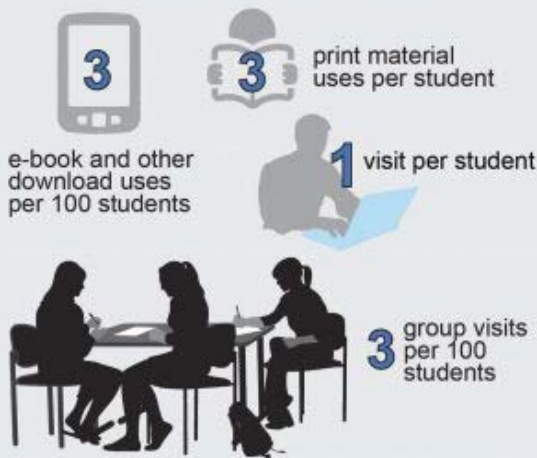 3
e-book and other
download uses
per 100 students
3
print material
uses per student
1
visit per student
3
group visits
per 100
students